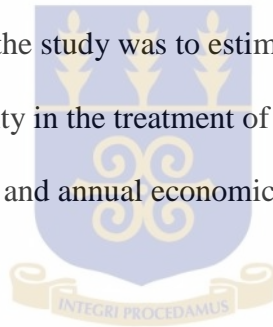 the study was to estim
ty in the treatment of
and annual economic
INTEGRI PROCEDAMUS